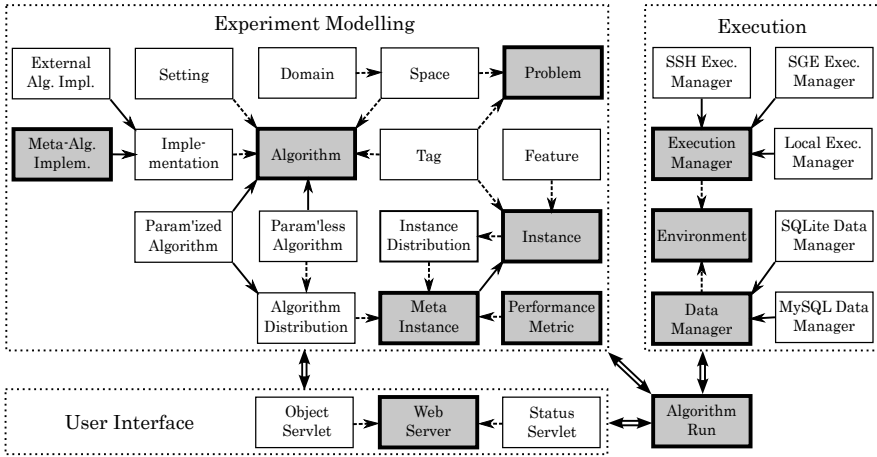 Experiment Modelling
External
Alg. Impl.
Setting
Domain
Space
Problem
Meta-Alg.
Implem.
Imple-
mentation
Algorithm
Tag
Feature
Param'ized
Algorithm
Param'less
Algorithm
Instance
Distribution
Instance
Algorithm
Distribution
Meta
Instance
Performance
Metric
Execution
SSH Exec.
Manager
SGE Exec.
Manager
Execution
Manager
Local Exec.
Manager
Environment
SQLite Data
Manager
Data
Manager
MySQL Data
Manager
User Interface
Object
Servlet
Web
Server
Status
Servlet
Algorithm
Run